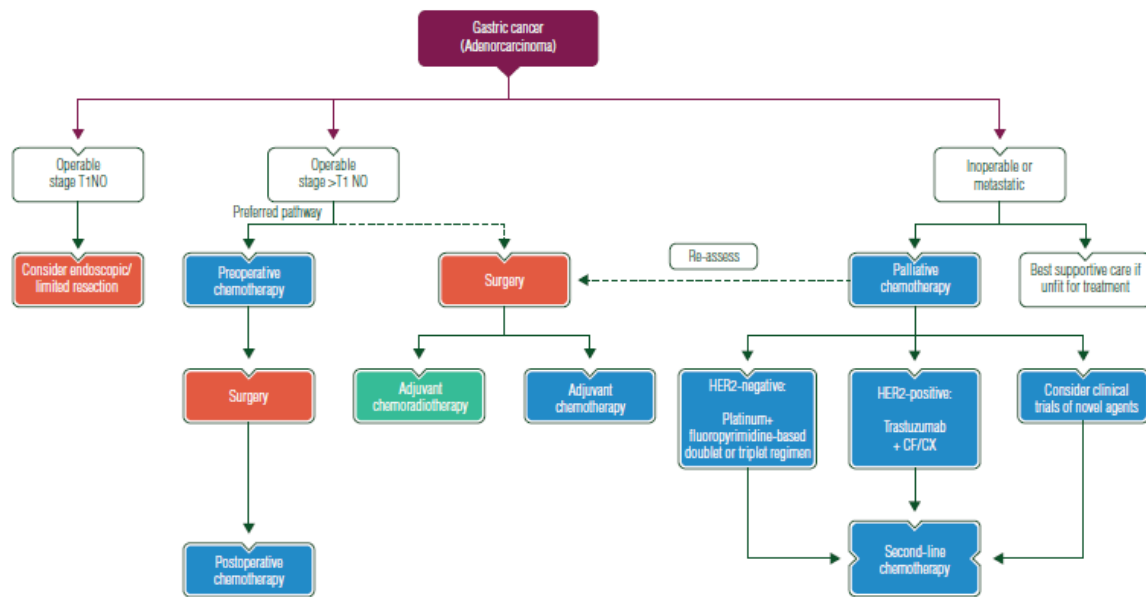 Gastric cancer
(Adenorcarcinoma)
Operable
stage T1NO
Operable
stage >T1 NO
Inoperable or
metastatic
Preferred pathway
Consider endoscopic/
limited resection
Preoperative
chemotherapy
Surgery
Re-assess
Palliative
chemotherapy
Best supportive care if
unfit for treatment
Surgery
Adjuvant
chemoradiotherapy
Adjuvant
chemotherapy
HER2-negative:
Platinum+
fluoropyrimidine-based
doublet or triplet regimen
HER2-positive:
Trastuzumab
+ CF/CX
Consider clinical
trials of novel agents
Postoperative
chemotherapy
Second-line
chemotherapy